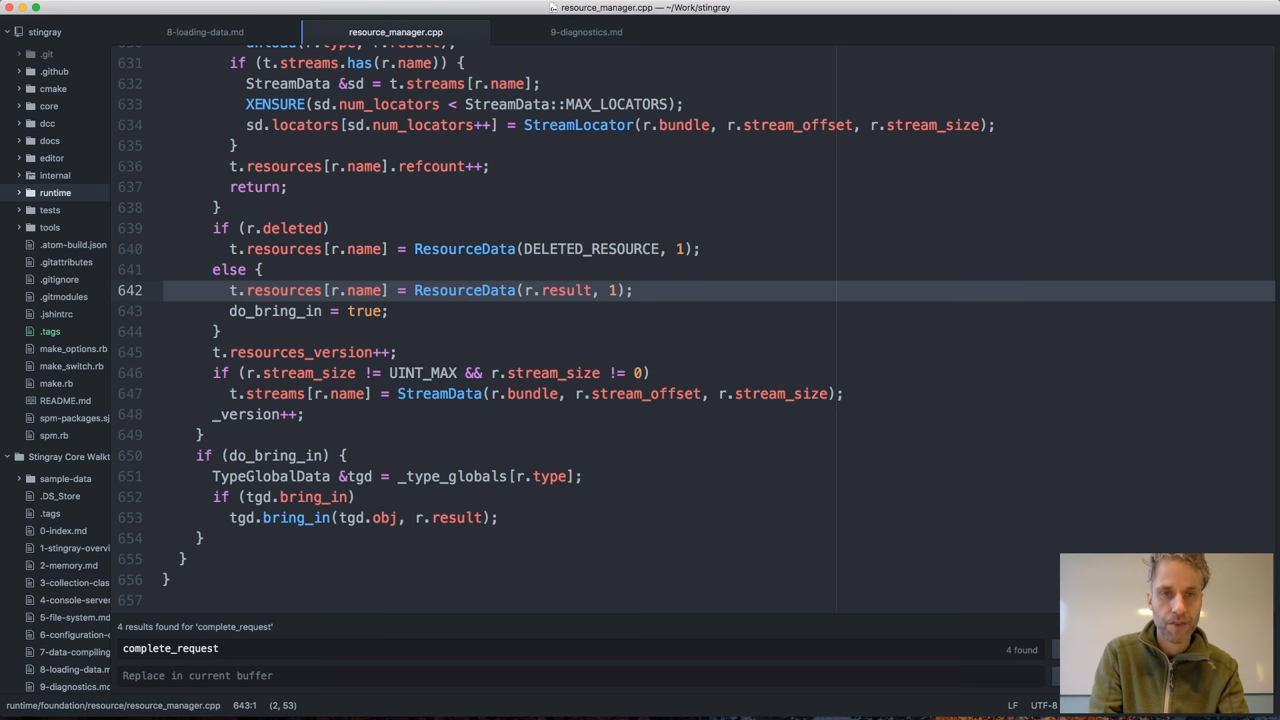 resource_manager.cpp — ~/Work/stingray
stingray
8-loading-data.md
resource_manager.cpp
9-diagnostics.md
.git
.github
cmake
core
dcc
docs
editor
internal
runtime
tests
tools
.atom-build.json
.gitattributes
.gitignore
.gitmodules
.jshintrc
.tags
make_options.rb
make_switch.rb
make.rb
README.md
spm-packages.sj
spm.rb
Stingray Core Walkt
sample-data
.DS_Store
.tags
0-index.md
1-stingray-overv
2-memory.md
3-collection-clas
4-console-server
5-file-system.md
6-configuration-
7-data-compiling
8-loading-data.m
9-diagnostics.md
631 if (t.streams.has(r.name)) {
632 StreamData &sd = t.streams[r.name];
633 XENSURE(sd.num_locators < StreamData::MAX_LOCATORS);
634 sd.locators[sd.num_locators++] = StreamLocator(r.bundle, r.stream_offset, r.stream_size);
635 }
636 t.resources[r.name].refcount++;
637 return;
638 }
639 if (r.deleted)
640 t.resources[r.name] = ResourceData(DELETED_RESOURCE, 1);
641 else {
642 t.resources[r.name] = ResourceData(r.result, 1);
643 do_bring_in = true;
644 }
645 t.resources_version++;
646 if (r.stream_size != UINT_MAX && r.stream_size != 0)
647 t.streams[r.name] = StreamData(r.bundle, r.stream_offset, r.stream_size);
648 _version++;
649 }
650 if (do_bring_in) {
651 TypeGlobalData &tgd = _type_globals[r.type];
652 if (tgd.bring_in)
653 tgd.bring_in(tgd.obj, r.result);
654 }
655 }
656 }
657
4 results found for 'complete_request'
complete_request
4 found
Replace in current buffer
runtime/foundation/resource/resource_manager.cpp 643:1 (2, 53)
LF UTF-8